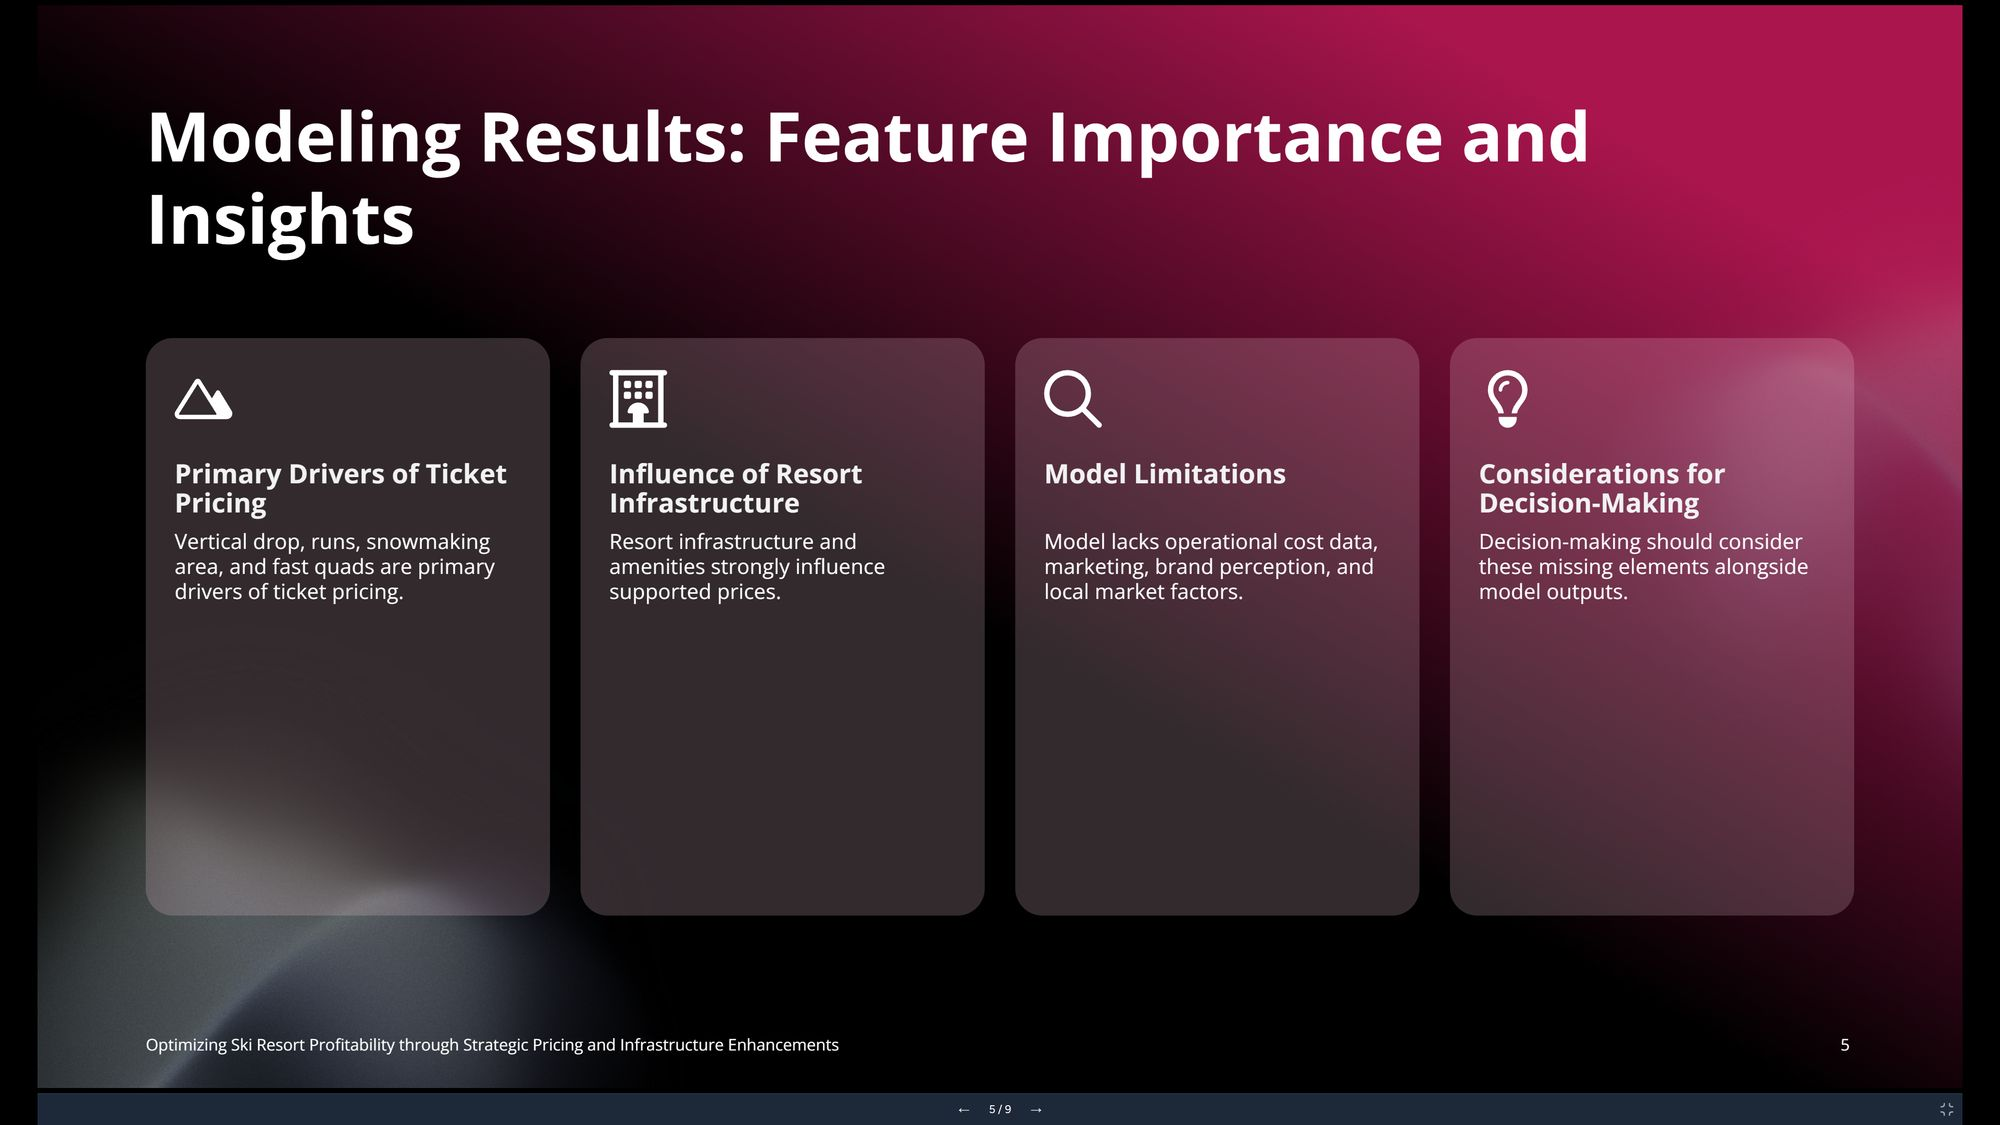 Modeling Results: Feature Importance and
Insights
Primary Drivers of Ticket
Pricing
Vertical drop, runs, snowmaking
area, and fast quads are primary
drivers of ticket pricing.
Influence of Resort
Infrastructure
Resort infrastructure and
amenities strongly influence
supported prices.
Model Limitations
Model lacks operational cost data,
marketing, brand perception, and
local market factors.
Considerations for
Decision-Making
Decision-making should consider
these missing elements alongside
model outputs.
Optimizing Ski Resort Profitability through Strategic Pricing and Infrastructure Enhancements
5
← 5 / 9 →